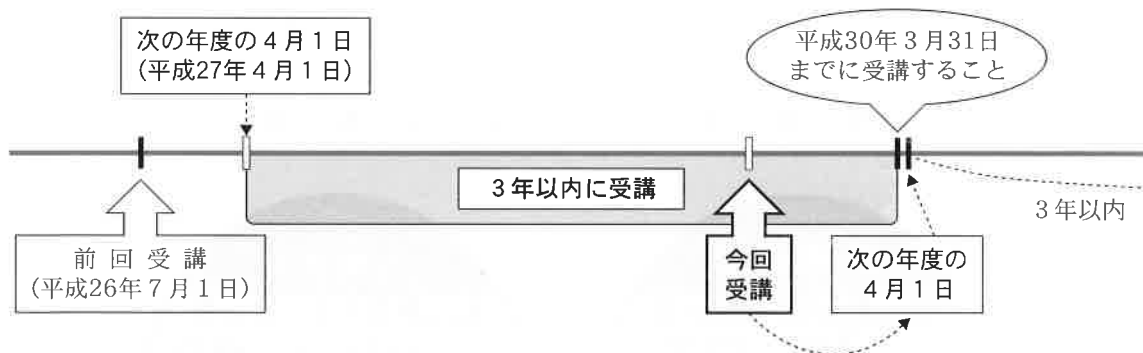 次の年度の4月1日
（平成27年4月1日）
平成30年3月31日
までに受講すること
3年以内に受講
3年以内
前回受講
（平成26年7月1日）
今回
受講
次の年度の
4月1日